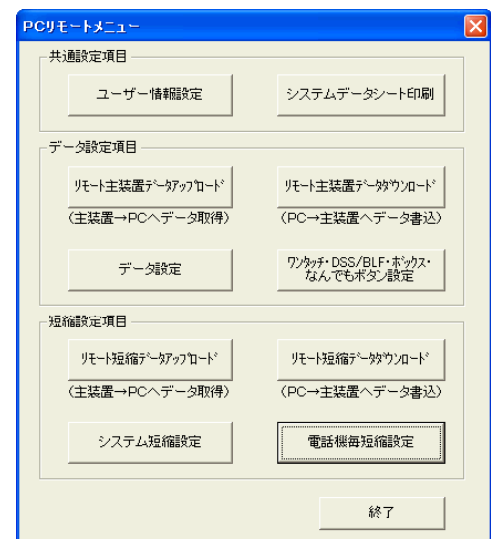 PCリモートメニュー
共通設定項目
ユーザー情報設定
システムデータシート印刷
データ設定項目
ﾘﾓｰﾄ主装置ﾃﾞｰﾀｱｯﾌﾟﾛｰﾄﾞ
ﾘﾓｰﾄ主装置ﾃﾞｰﾀﾀﾞｳﾝﾛｰﾄﾞ
(主装置→PCへデータ取得)
(PC→主装置へデータ書込)
データ設定
ﾜﾝﾀｯﾁ・DSS/BLF・ﾎﾞｯｸｽ・
なんでもボタン設定
短縮設定項目
ﾘﾓｰﾄ短縮ﾃﾞｰﾀｱｯﾌﾟﾛｰﾄﾞ
ﾘﾓｰﾄ短縮ﾃﾞｰﾀﾀﾞｳﾝﾛｰﾄﾞ
(主装置→PCへデータ取得)
(PC→主装置へデータ書込)
システム短縮設定
電話機毎短縮設定
終了